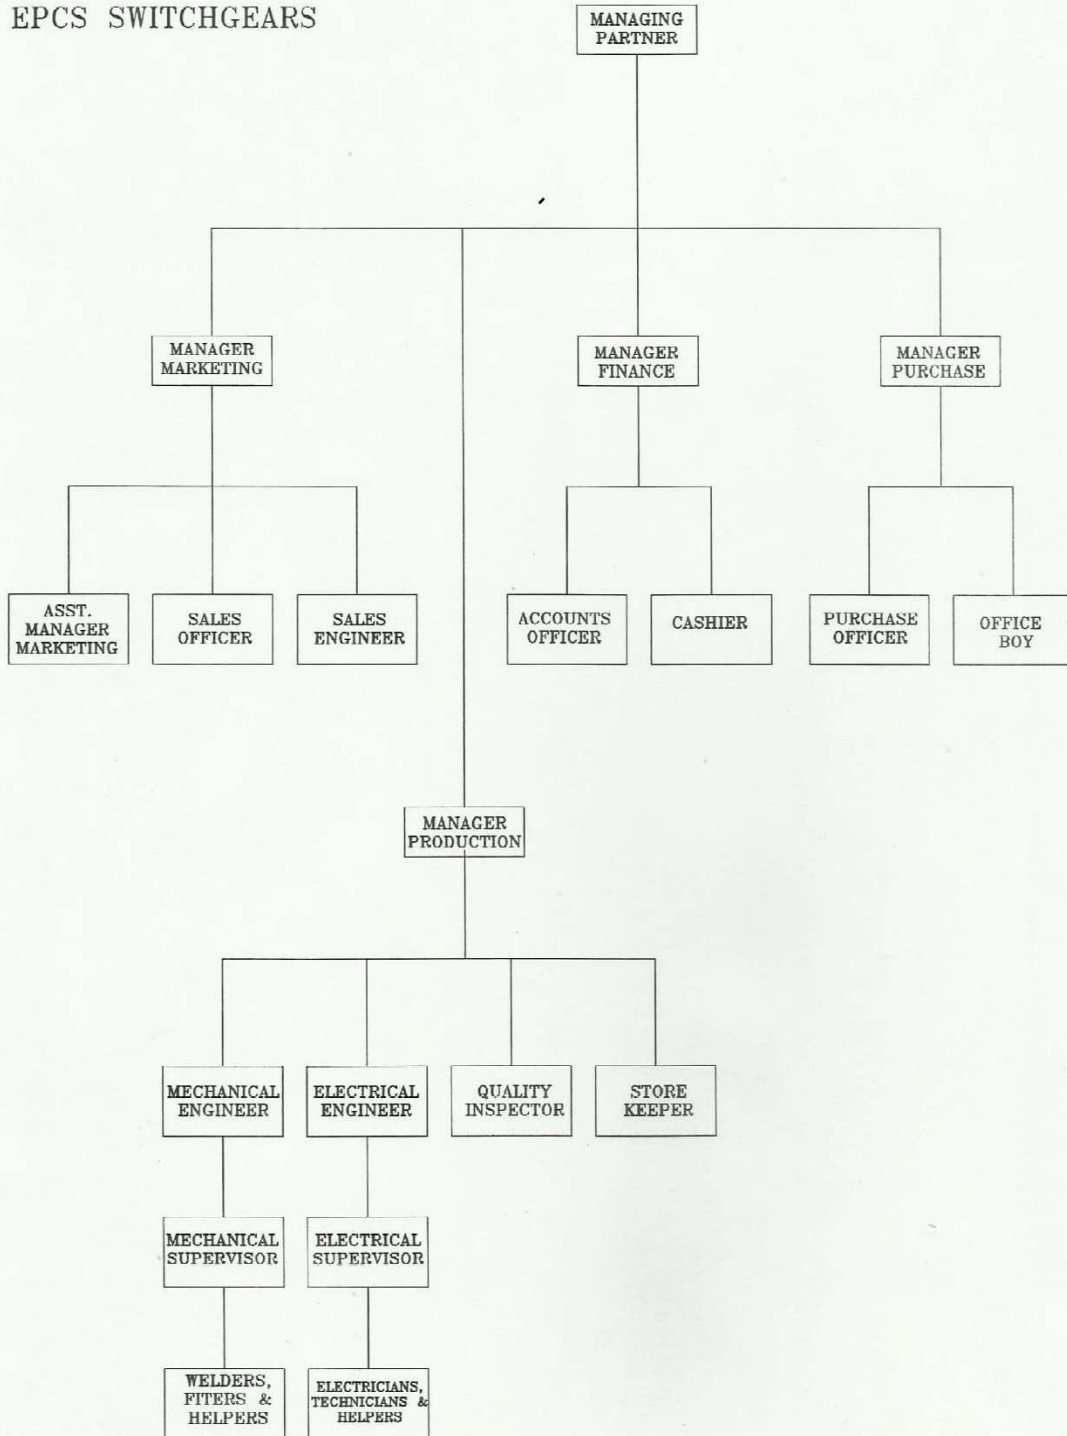 EPCS SWITCHGEARS
MANAGING
PARTNER
MANAGER
MARKETING
MANAGER
FINANCE
MANAGER
PURCHASE
ASST.
MANAGER
MARKETING
SALES
OFFICER
SALES
ENGINEER
ACCOUNTS
OFFICER
CASHIER
PURCHASE
OFFICER
OFFICE
BOY
MANAGER
PRODUCTION
MECHANICAL
ENGINEER
ELECTRICAL
ENGINEER
QUALITY
INSPECTOR
STORE
KEEPER
MECHANICAL
SUPERVISOR
ELECTRICAL
SUPERVISOR
WELDERS,
FITERS &
HELPERS
ELECTRICIANS,
TECHNICIANS &
HELPERS